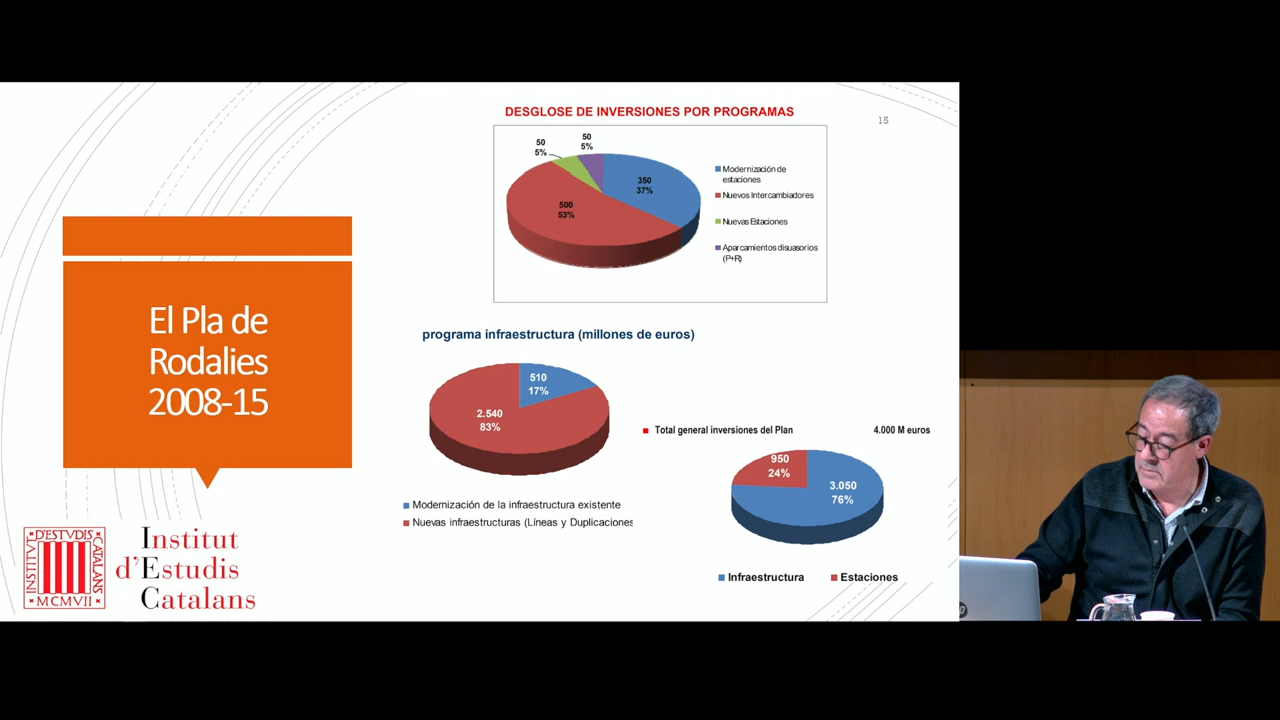 DESGLOSE DE INVERSIONES POR PROGRAMAS
15
50
5%
50
5%
350
37%
500
53%
Modernización de
estaciones
Nuevos Intercambiadores
Nuevas Estaciones
Aparcamientos disuasorios
(P+R)
El Pla de
Rodalies
2008-15
programa infraestructura (millones de euros)
510
17%
2.540
83%
Modernización de la infraestructura existente
Nuevas infraestructuras (Líneas y Duplicaciones
Total general inversiones del Plan 4.000 M euros
950
24%
3.050
76%
Infraestructura Estaciones
INSTITVT
D'ESTVDIS
CATALANS
MCMVII
Institut
d'Estudis
Catalans